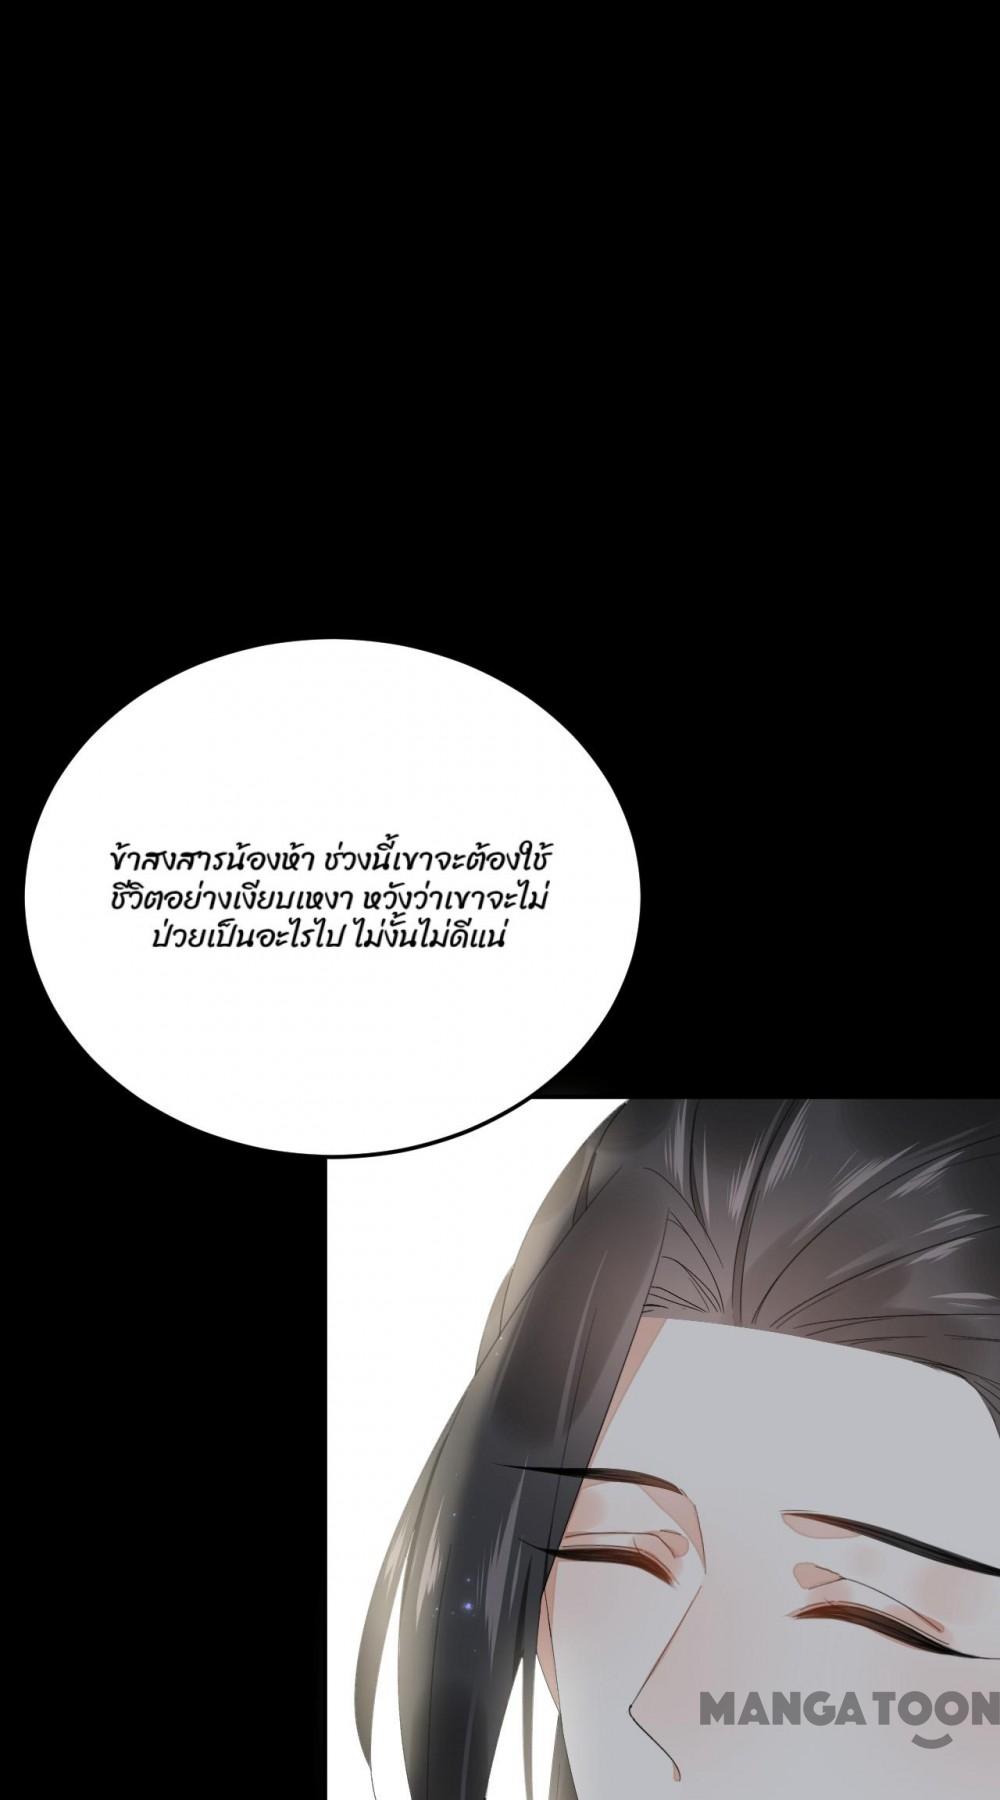 ข้าสงสารน้องห้า ช่วงนี้เขาจะต้องใช้
ชีวิตอย่างเงียบเหงา หวังว่าเขาจะไม่
ป่วยเป็นอะไรไป ไม่งั้นไม่ดีแน่
MANGATOON